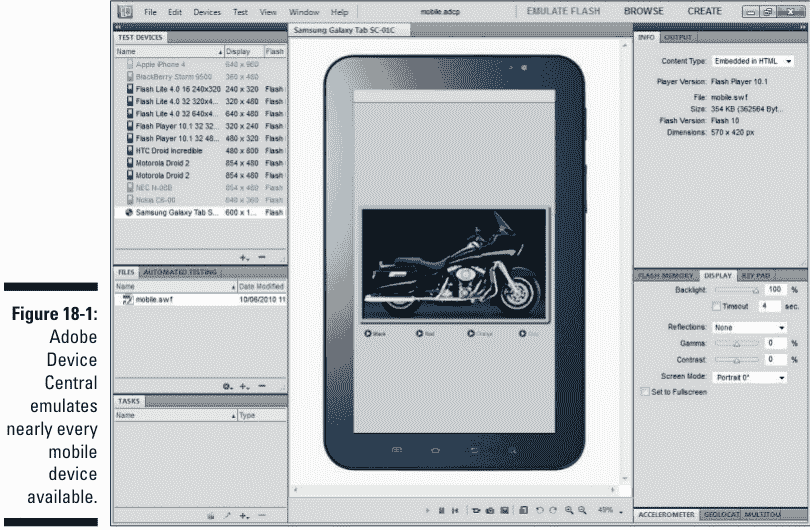 File Edit Devices Test View Window Help mobile.adcp EMULATE FLASH BROWSE CREATE
TEST DEVICES
Name Display Flash
Apple iPhone 4 640 x 960
BlackBerry Storm 9500 360 x 480
Flash Lite 4.0 16 240x320 240 x 320 Flash
Flash Lite 4.0 32 320x4... 320 x 480 Flash
Flash Lite 4.0 32 640x4... 640 x 480 Flash
Flash Player 10.1 32 32... 320 x 240 Flash
Flash Player 10.1 32 48... 480 x 320 Flash
HTC Droid Incredible 480 x 800 Flash
Motorola Droid 2 854 x 480 Flash
Motorola Droid 2 854 x 480 Flash
NEC N-06B 854 x 480 Flash
Nokia C6-00 640 x 360
Samsung Galaxy Tab S... 600 x 1... Flash
FILES AUTOMATED TESTING
Name Date Modified
mobile.swf 10/06/2010 11
TASKS
Name Type
Samsung Galaxy Tab SC-01C
Black Red Orange
49%
INFO OUTPUT
Content Type: Embedded in HTML
Player Version: Flash Player 10.1
File: mobile.swf
Size: 354 KB (362564 Byt...
Flash Version: Flash 10
Dimensions: 570 x 420 px
FLASH MEMORY DISPLAY KEY PAD
Backlight: 100 %
Timeout 4 sec.
Reflections: None
Gamma: 0 %
Contrast: 0 %
Screen Mode: Portrait 0°
Set to Fullscreen
ACCELEROMETER GEOLOCAT MULTITOU
Figure 18-1:
Adobe
Device
Central
emulates
nearly every
mobile
device
available.